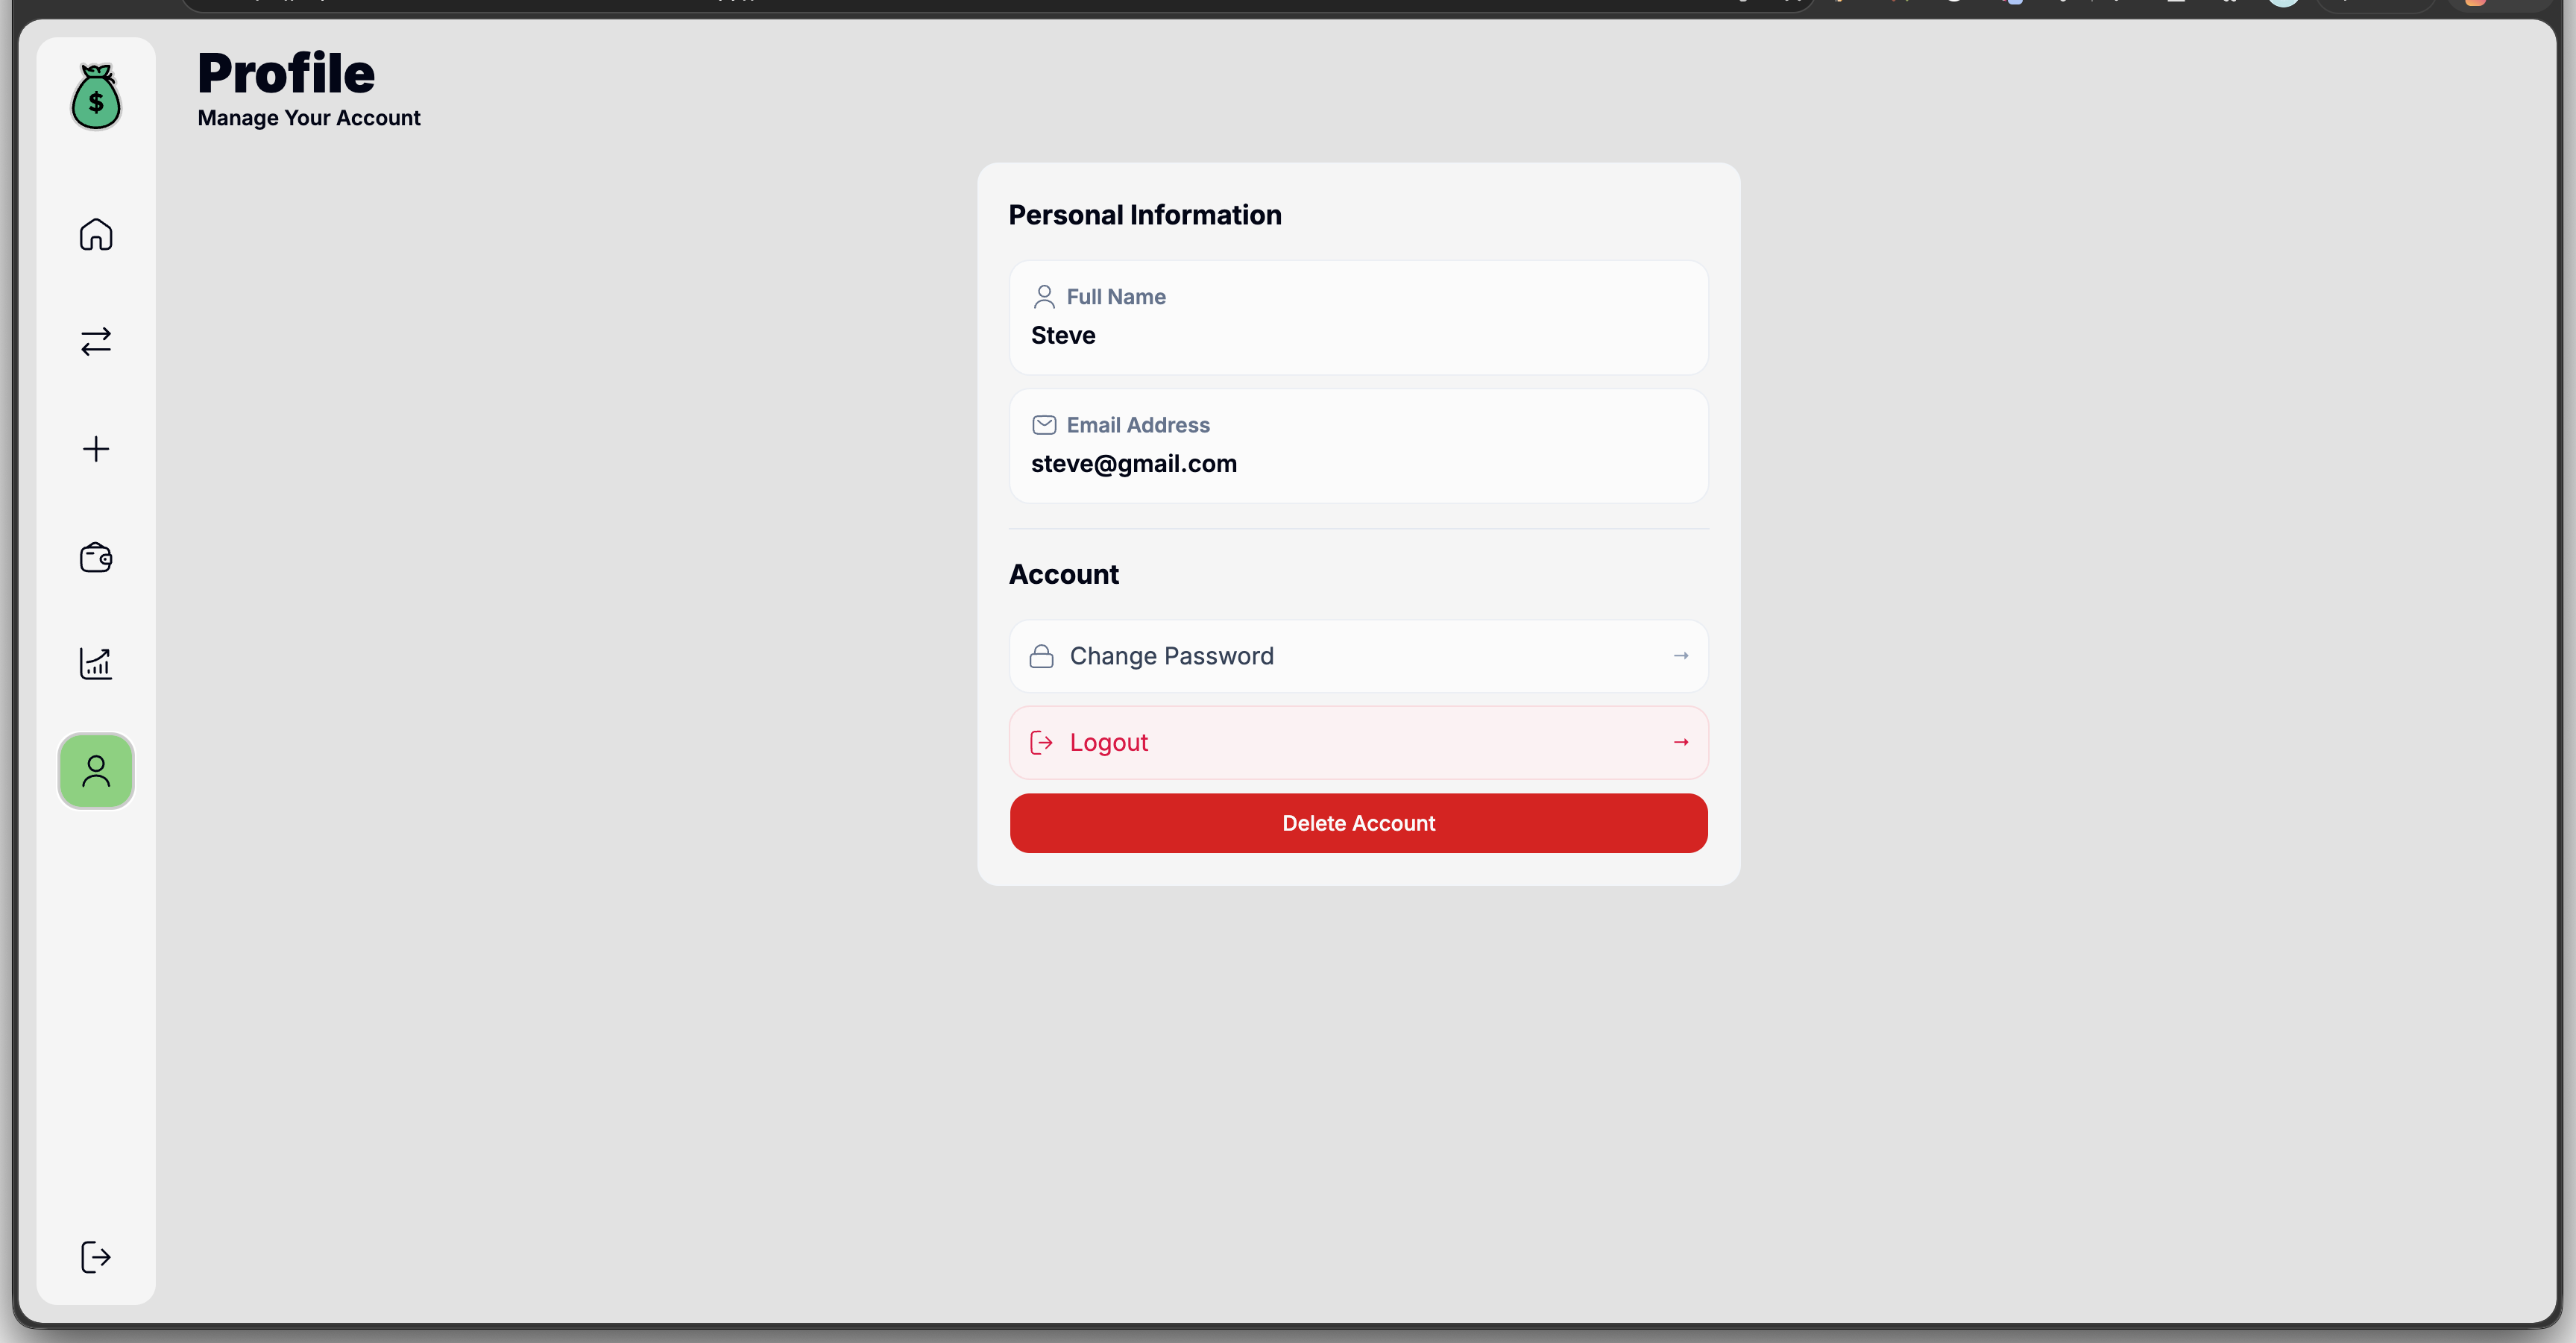 $
Profile
Manage Your Account
Personal Information
Full Name
Steve
Email Address
steve@gmail.com
Account
Change Password →
Logout →
Delete Account